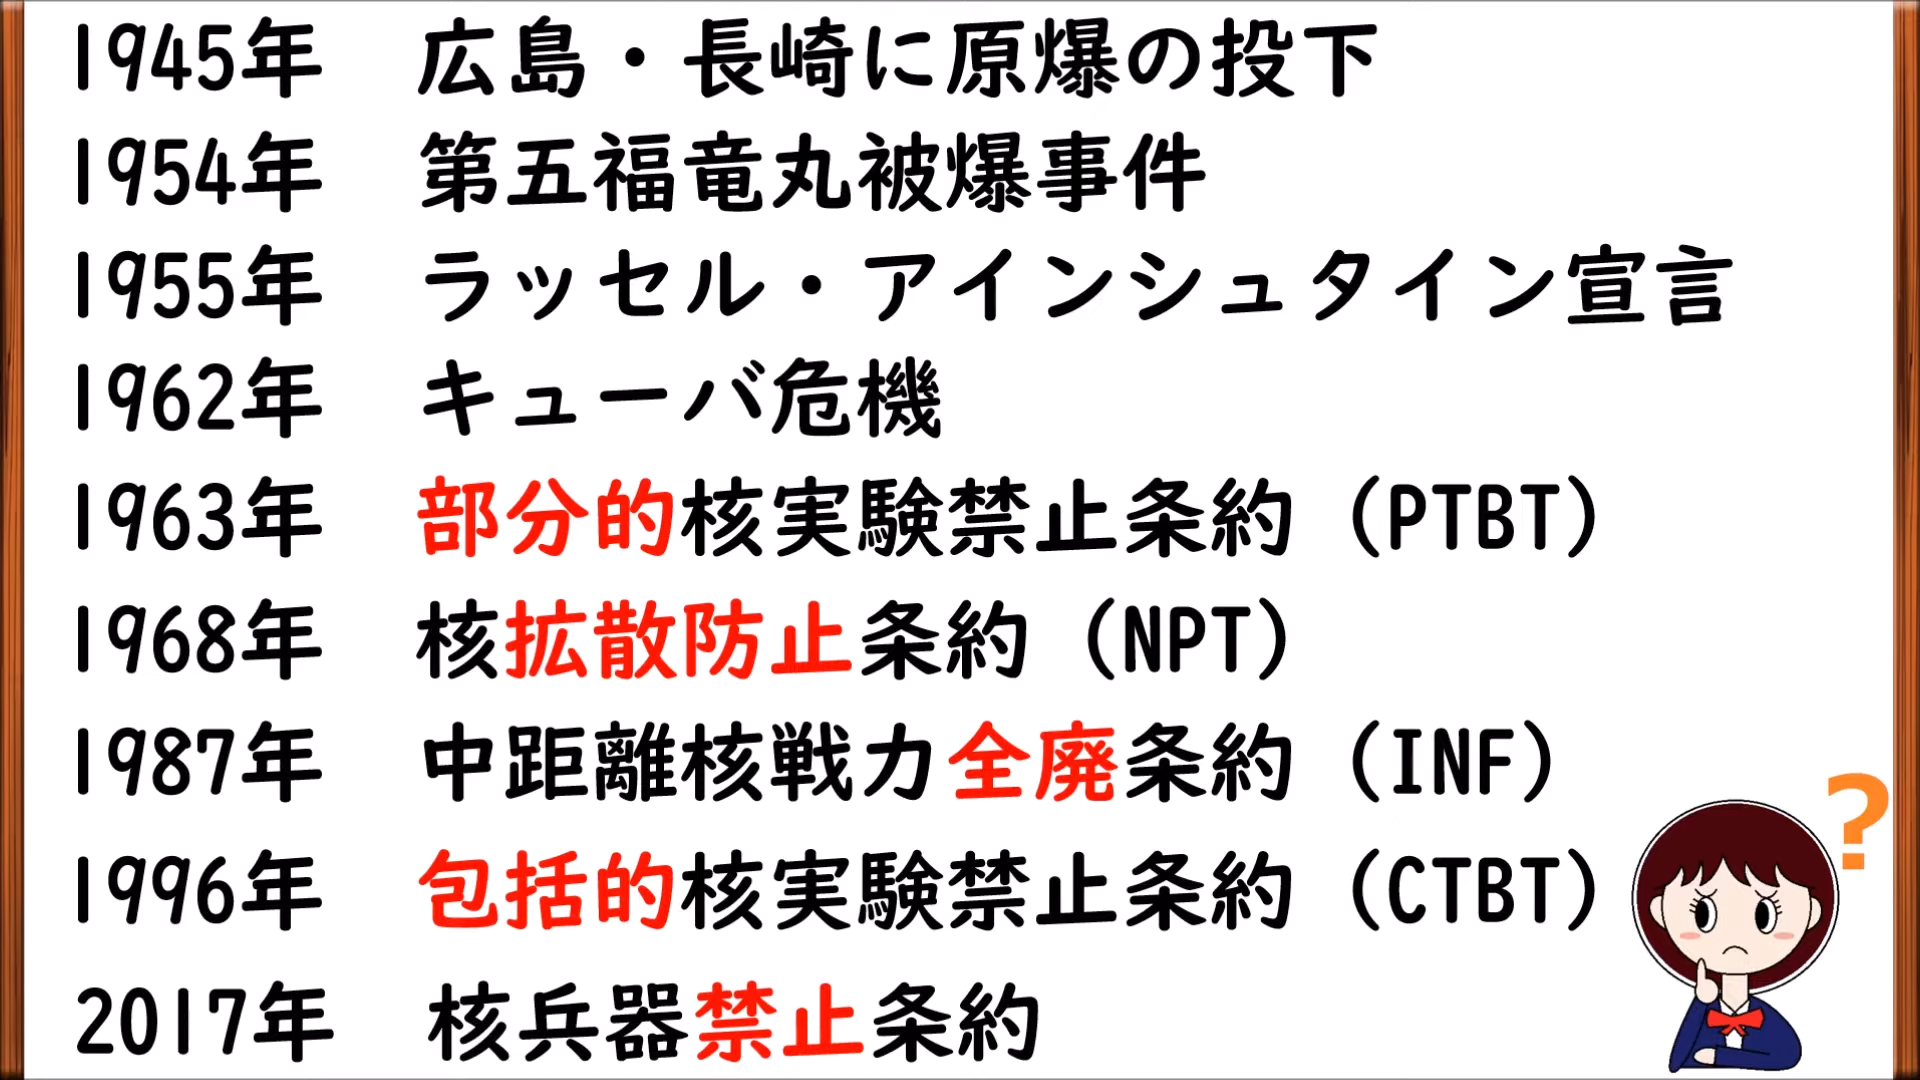 1945年 広島・長崎に原爆の投下
1954年 第五福竜丸被爆事件
1955年 ラッセル・アインシュタイン宣言
1962年 キューバ危機
1963年 部分的核実験禁止条約（PTBT）
1968年 核拡散防止条約（NPT）
1987年 中距離核戦力全廃条約（INF）
1996年 包括的核実験禁止条約（CTBT）
2017年 核兵器禁止条約
?